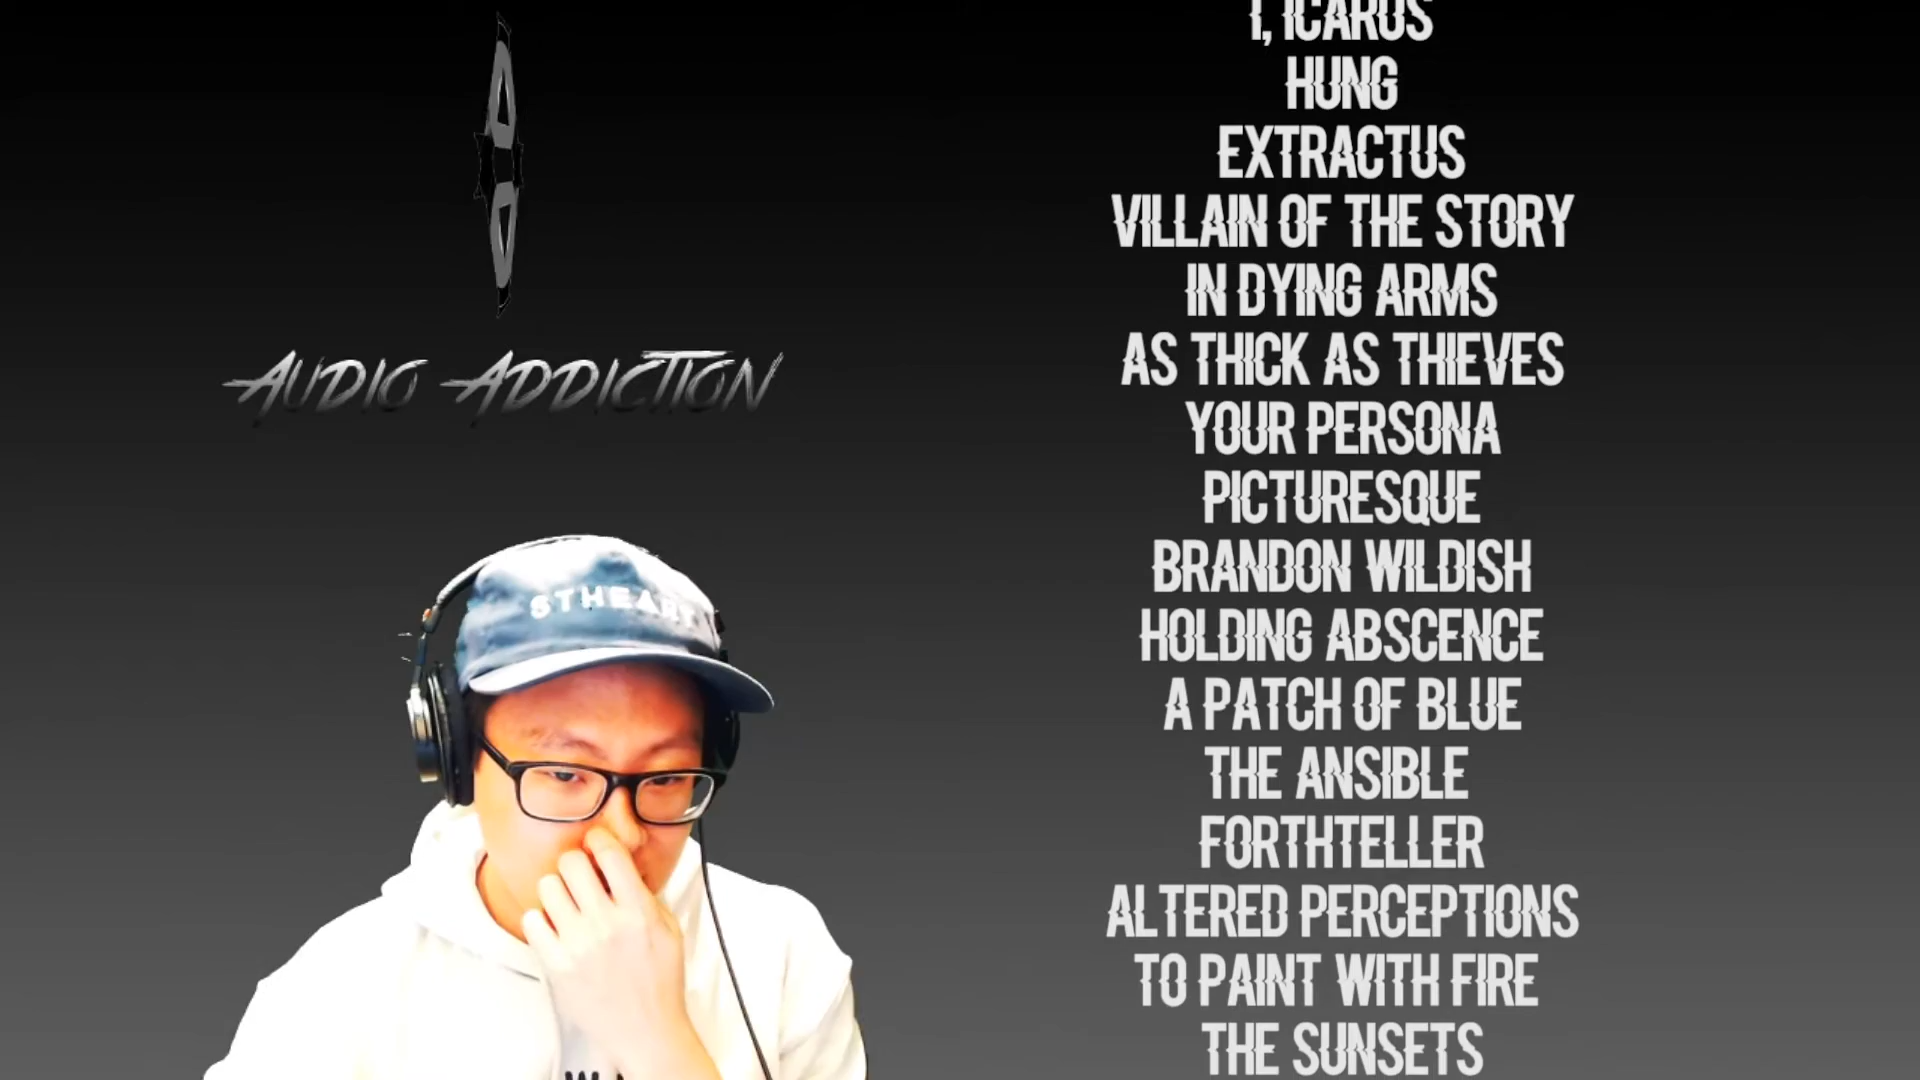 I, ICARUS
HUNG
EXTRACTUS
VILLAIN OF THE STORY
IN DYING ARMS
AS THICK AS THIEVES
YOUR PERSONA
PICTURESQUE
BRANDON WILDISH
HOLDING ABSCENCE
A PATCH OF BLUE
THE ANSIBLE
FORTHTELLER
ALTERED PERCEPTIONS
TO PAINT WITH FIRE
THE SUNSETS
AUDIO ADDICTION
STHEART